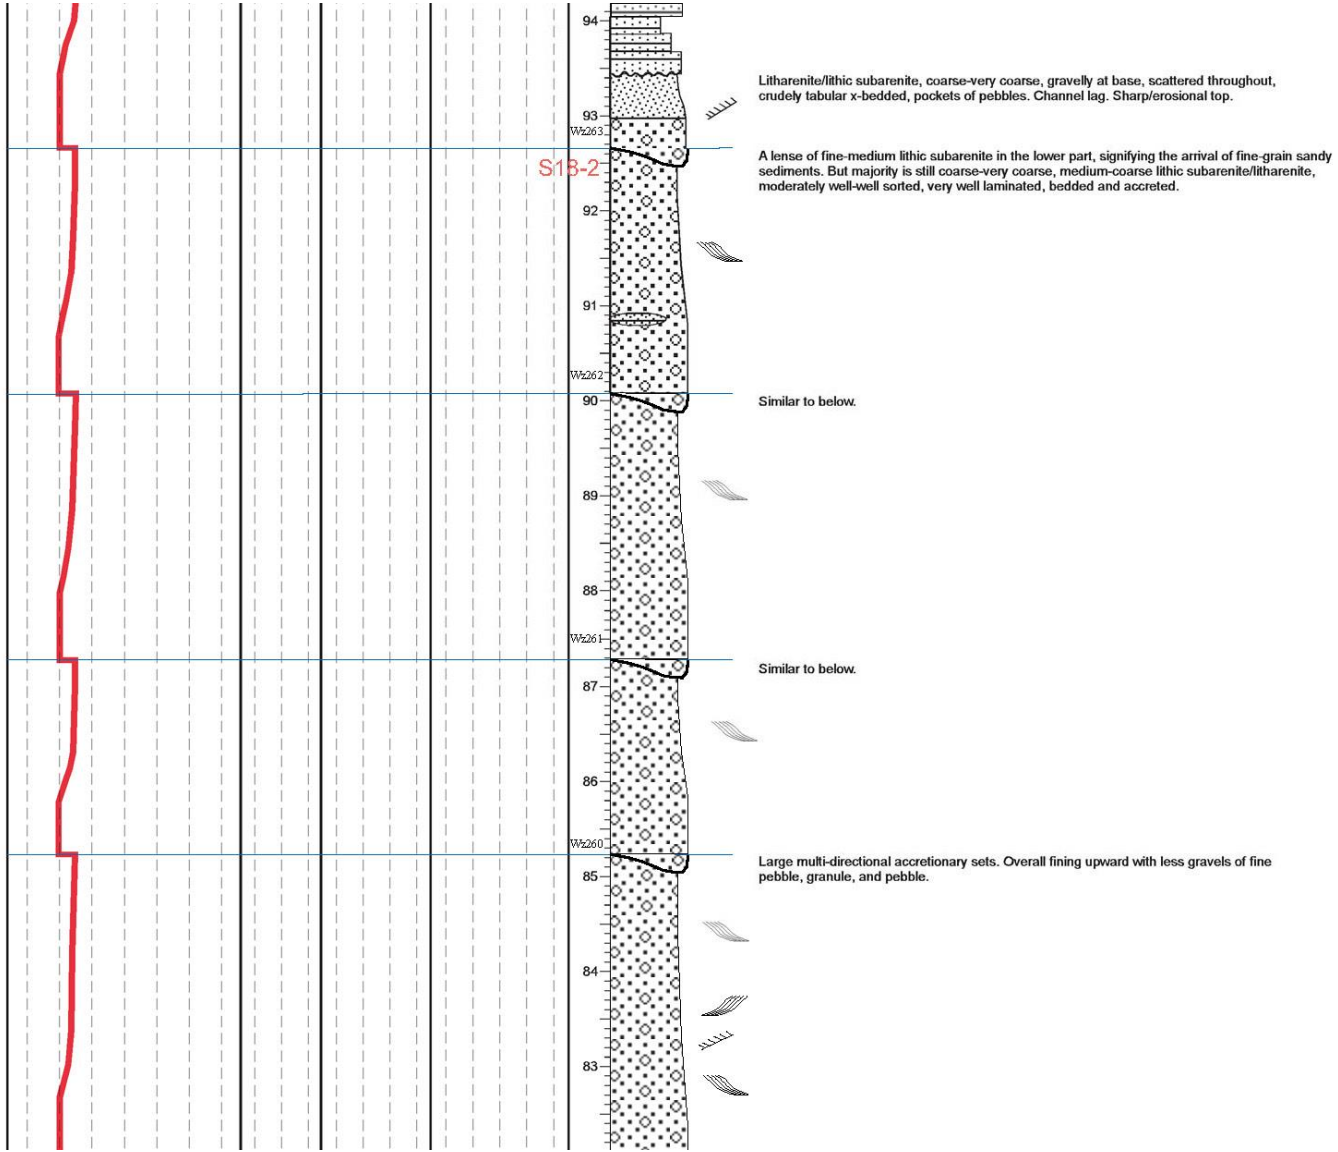 94
Litharenite/lithic subarenite, coarse-very coarse, gravelly at base, scattered throughout,
crudely tabular x-bedded, pockets of pebbles. Channel lag. Sharp/erosional top.
93
Wz263
A lense of fine-medium lithic subarenite in the lower part, signifying the arrival of fine-grain sandy
S18-2
sediments. But majority is still coarse-very coarse, medium-coarse lithic subarenite/litharenite,
moderately well-well sorted, very well laminated, bedded and accreted.
92
91
Wz262
90
Similar to below.
89
88
Wz261
Similar to below.
87
86
Wz260
Large multi-directional accretionary sets. Overall fining upward with less gravels of fine
pebble, granule, and pebble.
85
84
83